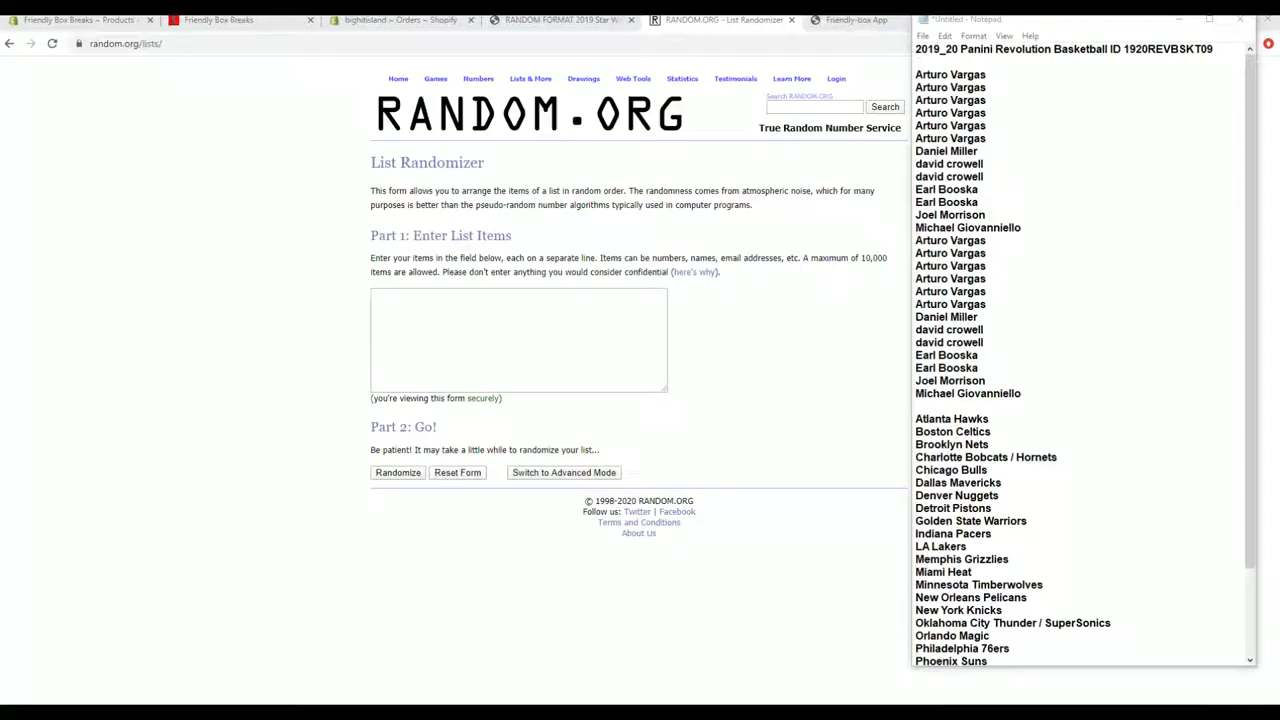 Friendly Box Breaks ~ Products
Friendly Box Breaks
bighitisland ~ Orders ~ Shopify
RANDOM FORMAT 2019 Star W
RANDOM.ORG - List Randomizer
Friendly-box App
*Untitled - Notepad
random.org/lists/
File Edit Format View Help
2019_20 Panini Revolution Basketball ID 1920REVBSKT09
Home Games Numbers Lists & More Drawings Web Tools Statistics Testimonials Learn More Login
Search RANDOM.ORG
RANDOM.ORG
Search
True Random Number Service
List Randomizer
This form allows you to arrange the items of a list in random order. The randomness comes from atmospheric noise, which for many
purposes is better than the pseudo-random number algorithms typically used in computer programs.
Part 1: Enter List Items
Enter your items in the field below, each on a separate line. Items can be numbers, names, email addresses, etc. A maximum of 10,000
items are allowed. Please don't enter anything you would consider confidential (here's why).
(you're viewing this form securely)
Part 2: Go!
Be patient! It may take a little while to randomize your list...
Randomize Reset Form Switch to Advanced Mode
© 1998-2020 RANDOM.ORG
Follow us: Twitter | Facebook
Terms and Conditions
About Us
Arturo Vargas
Arturo Vargas
Arturo Vargas
Arturo Vargas
Arturo Vargas
Arturo Vargas
Daniel Miller
david crowell
david crowell
Earl Booska
Earl Booska
Joel Morrison
Michael Giovanniello
Arturo Vargas
Arturo Vargas
Arturo Vargas
Arturo Vargas
Arturo Vargas
Arturo Vargas
Daniel Miller
david crowell
david crowell
Earl Booska
Earl Booska
Joel Morrison
Michael Giovanniello
Atlanta Hawks
Boston Celtics
Brooklyn Nets
Charlotte Bobcats / Hornets
Chicago Bulls
Dallas Mavericks
Denver Nuggets
Detroit Pistons
Golden State Warriors
Indiana Pacers
LA Lakers
Memphis Grizzlies
Miami Heat
Minnesota Timberwolves
New Orleans Pelicans
New York Knicks
Oklahoma City Thunder / SuperSonics
Orlando Magic
Philadelphia 76ers
Phoenix Suns